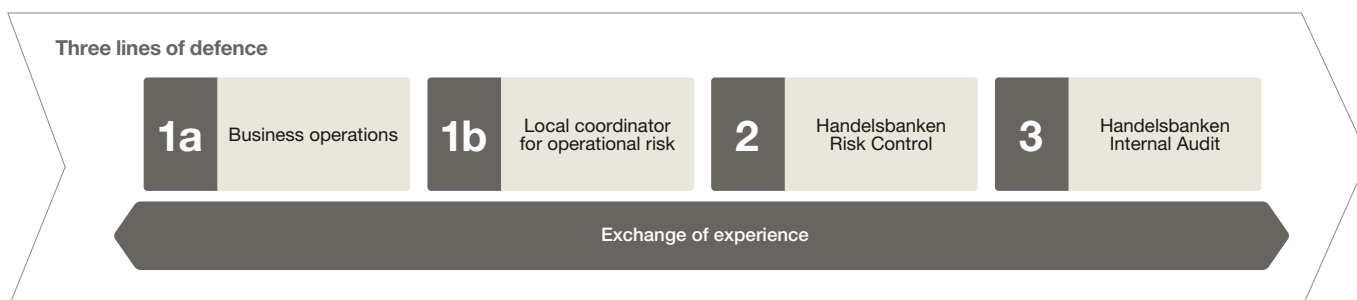 Three lines of defence
1a
Business operations
1b
Local coordinator
for operational risk
2
Handelsbanken
Risk Control
3
Handelsbanken
Internal Audit
Exchange of experience